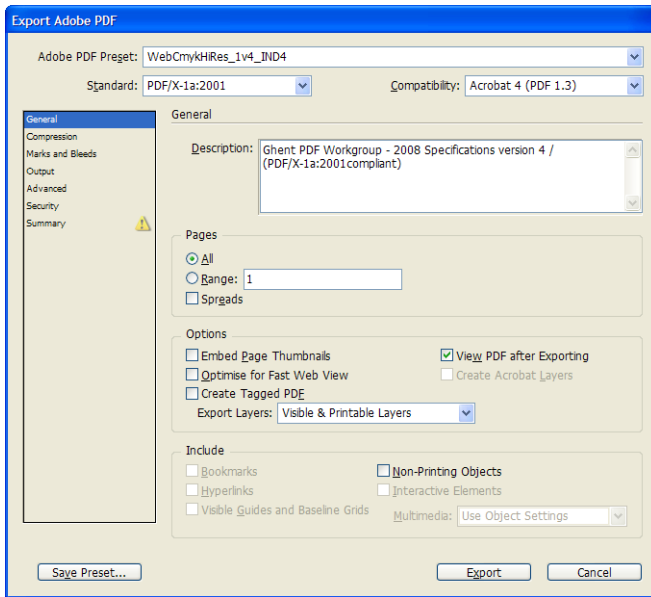 Export Adobe PDF
Adobe PDF Preset: WebCmykHiRes_1v4_IND4
Standard: PDF/X-1a:2001 Compatibility: Acrobat 4 (PDF 1.3)
General
Compression
Marks and Bleeds
Output
Advanced
Security
Summary
General
Description: Ghent PDF Workgroup - 2008 Specifications version 4 /
(PDF/X-1a:2001compliant)
Pages
All
Range: 1
Spreads
Options
Embed Page Thumbnails View PDF after Exporting
Optimise for Fast Web View Create Acrobat Layers
Create Tagged PDF
Export Layers: Visible & Printable Layers
Include
Bookmarks Non-Printing Objects
Hyperlinks Interactive Elements
Visible Guides and Baseline Grids Multimedia: Use Object Settings
Save Preset... Export Cancel